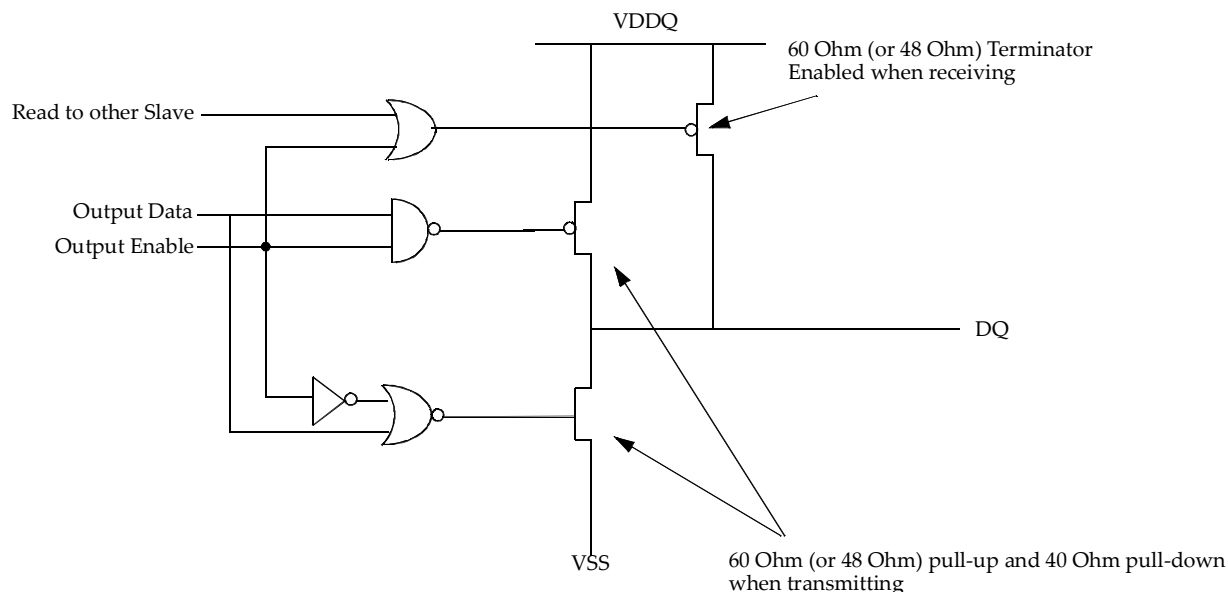 VDDQ
60 Ohm (or 48 Ohm) Terminator
Enabled when receiving
Read to other Slave
Output Data
Output Enable
DQ
VSS
60 Ohm (or 48 Ohm) pull-up and 40 Ohm pull-down
when transmitting